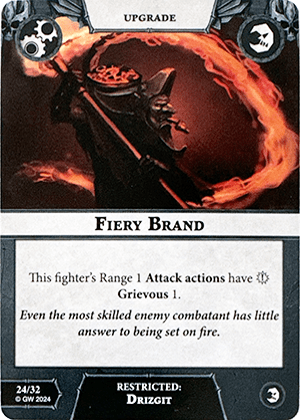 UPGRADE
FIERY BRAND
This fighter's Range 1 Attack actions have
Grievous 1.
Even the most skilled enemy combatant has little
answer to being set on fire.
24/32
© GW 2024
RESTRICTED:
DRIZGIT